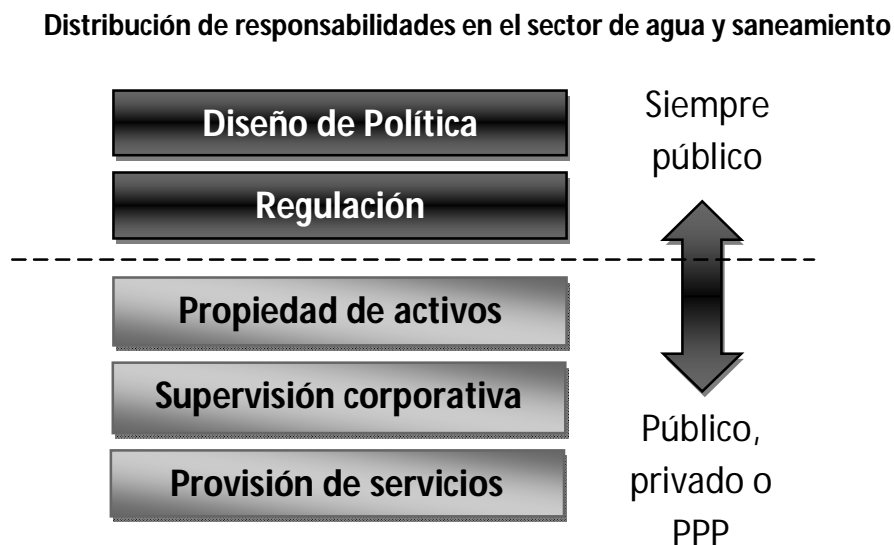 Distribución de responsabilidades en el sector de agua y saneamiento
Diseño de Política
Regulación
Siempre
público
Propiedad de activos
Supervisión corporativa
Provisión de servicios
Público,
privado o
PPP